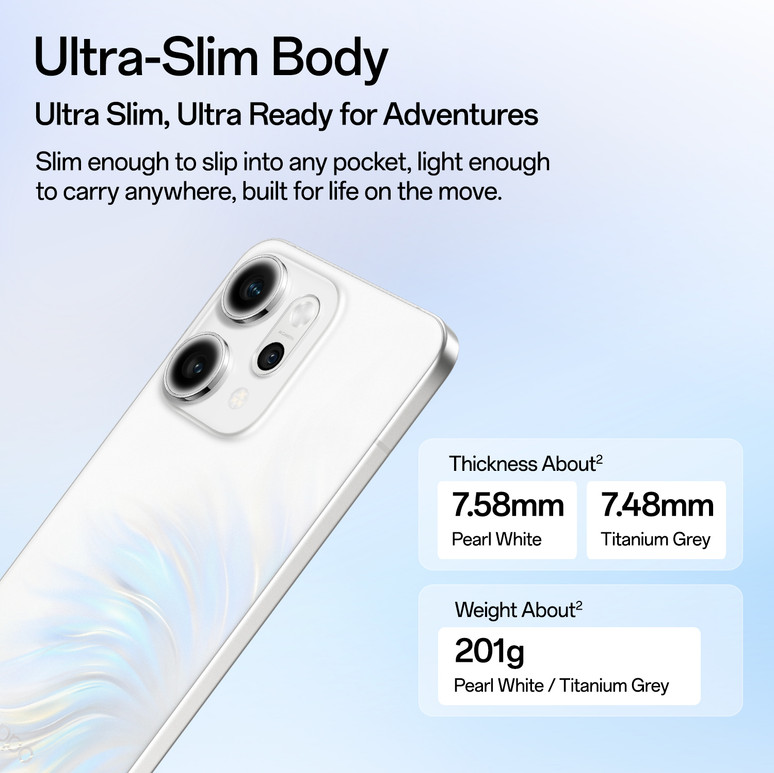 Ultra-Slim Body
Ultra Slim, Ultra Ready for Adventures
Slim enough to slip into any pocket, light enough
to carry anywhere, built for life on the move.
Thickness About²
7.58mm
Pearl White
7.48mm
Titanium Grey
Weight About²
201g
Pearl White / Titanium Grey